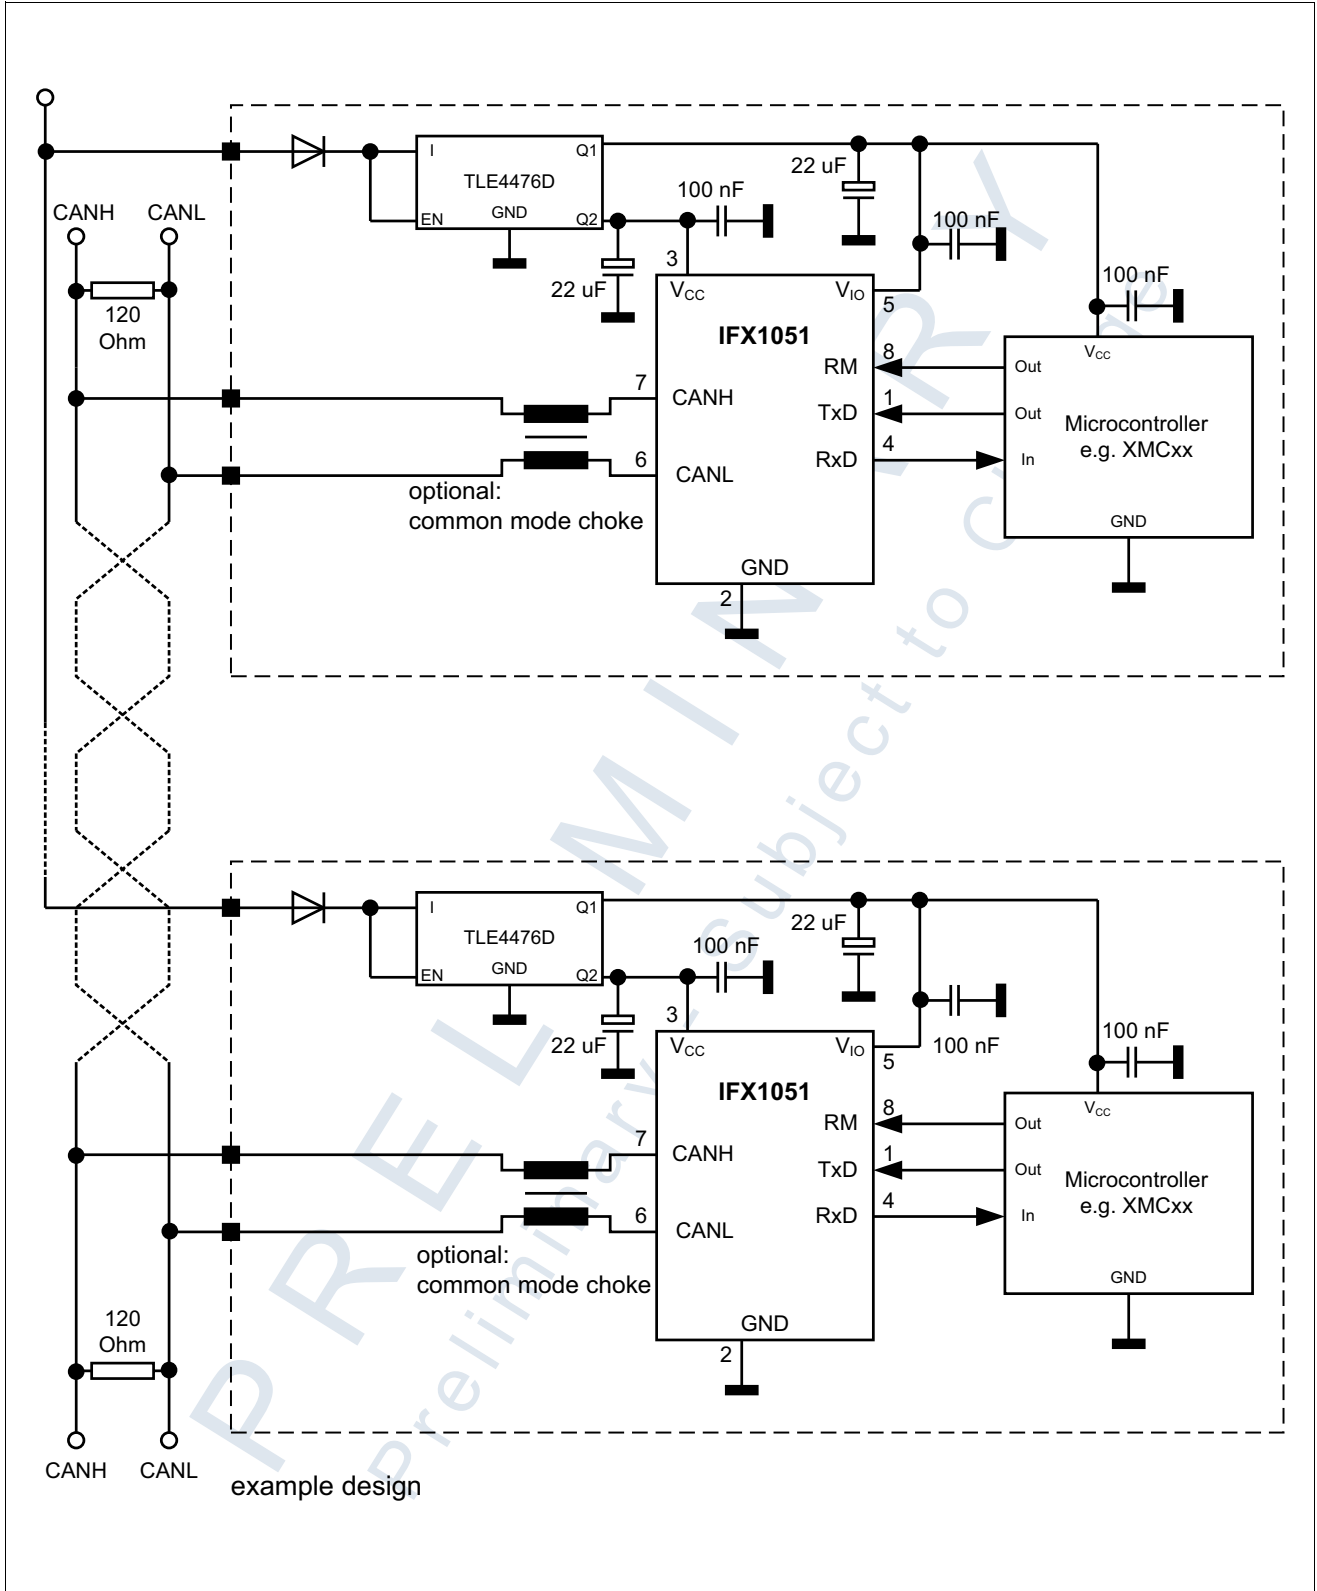 CANH CANL
120
Ohm
I Q1
TLE4476D
GND
EN Q2
100 nF
22 uF
22 uF
100 nF
100 nF
3
VCC
VIO
5
IFX1051
RM 8
TxD 1
RxD 4
7 CANH
6 CANL
GND
2
optional:
common mode choke
VCC
Out
Out
In
Microcontroller
e.g. XMCxx
GND
I Q1
TLE4476D
GND
EN Q2
100 nF
22 uF
22 uF
100 nF
100 nF
3
VCC
VIO
5
IFX1051
RM 8
TxD 1
RxD 4
7 CANH
6 CANL
GND
2
optional:
common mode choke
VCC
Out
Out
In
Microcontroller
e.g. XMCxx
GND
120
Ohm
CANH CANL
example design
Preliminary - Subject to